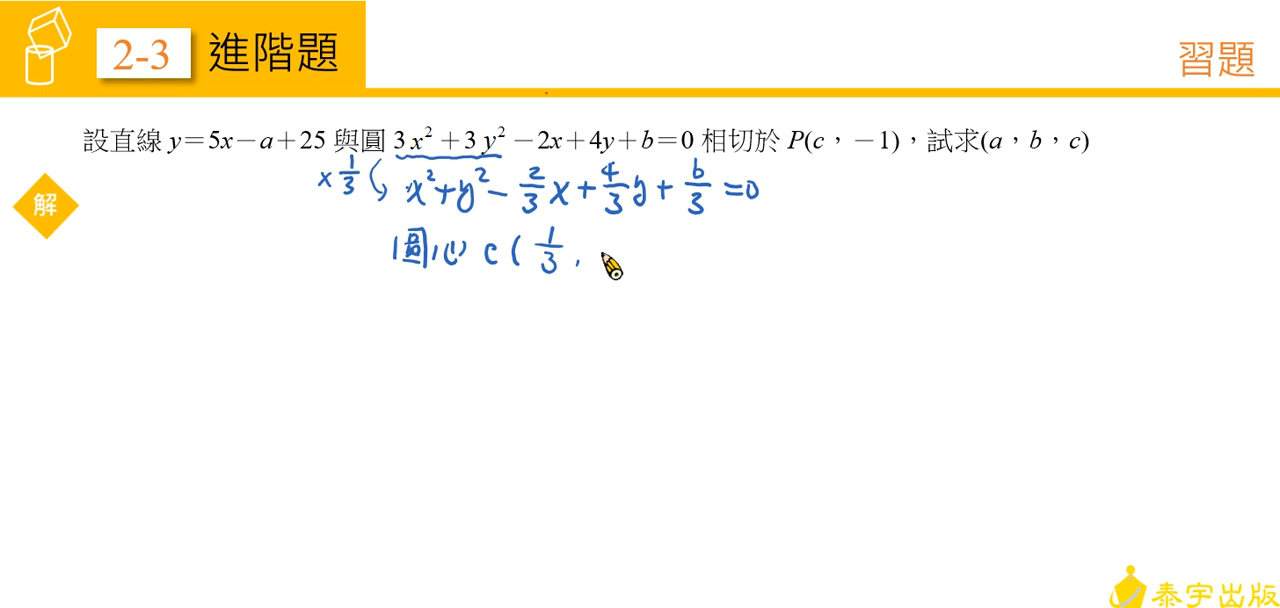 2-3 進階題
習題
設直線 y=5x-a+25 與圓 3x²+3y²-2x+4y+b=0 相切於 P(c,-1),試求(a,b,c)
解
×1/3 x²+y²-2/3x+4/3y+b/3=0
圓心 c(1/3,
泰宇出版